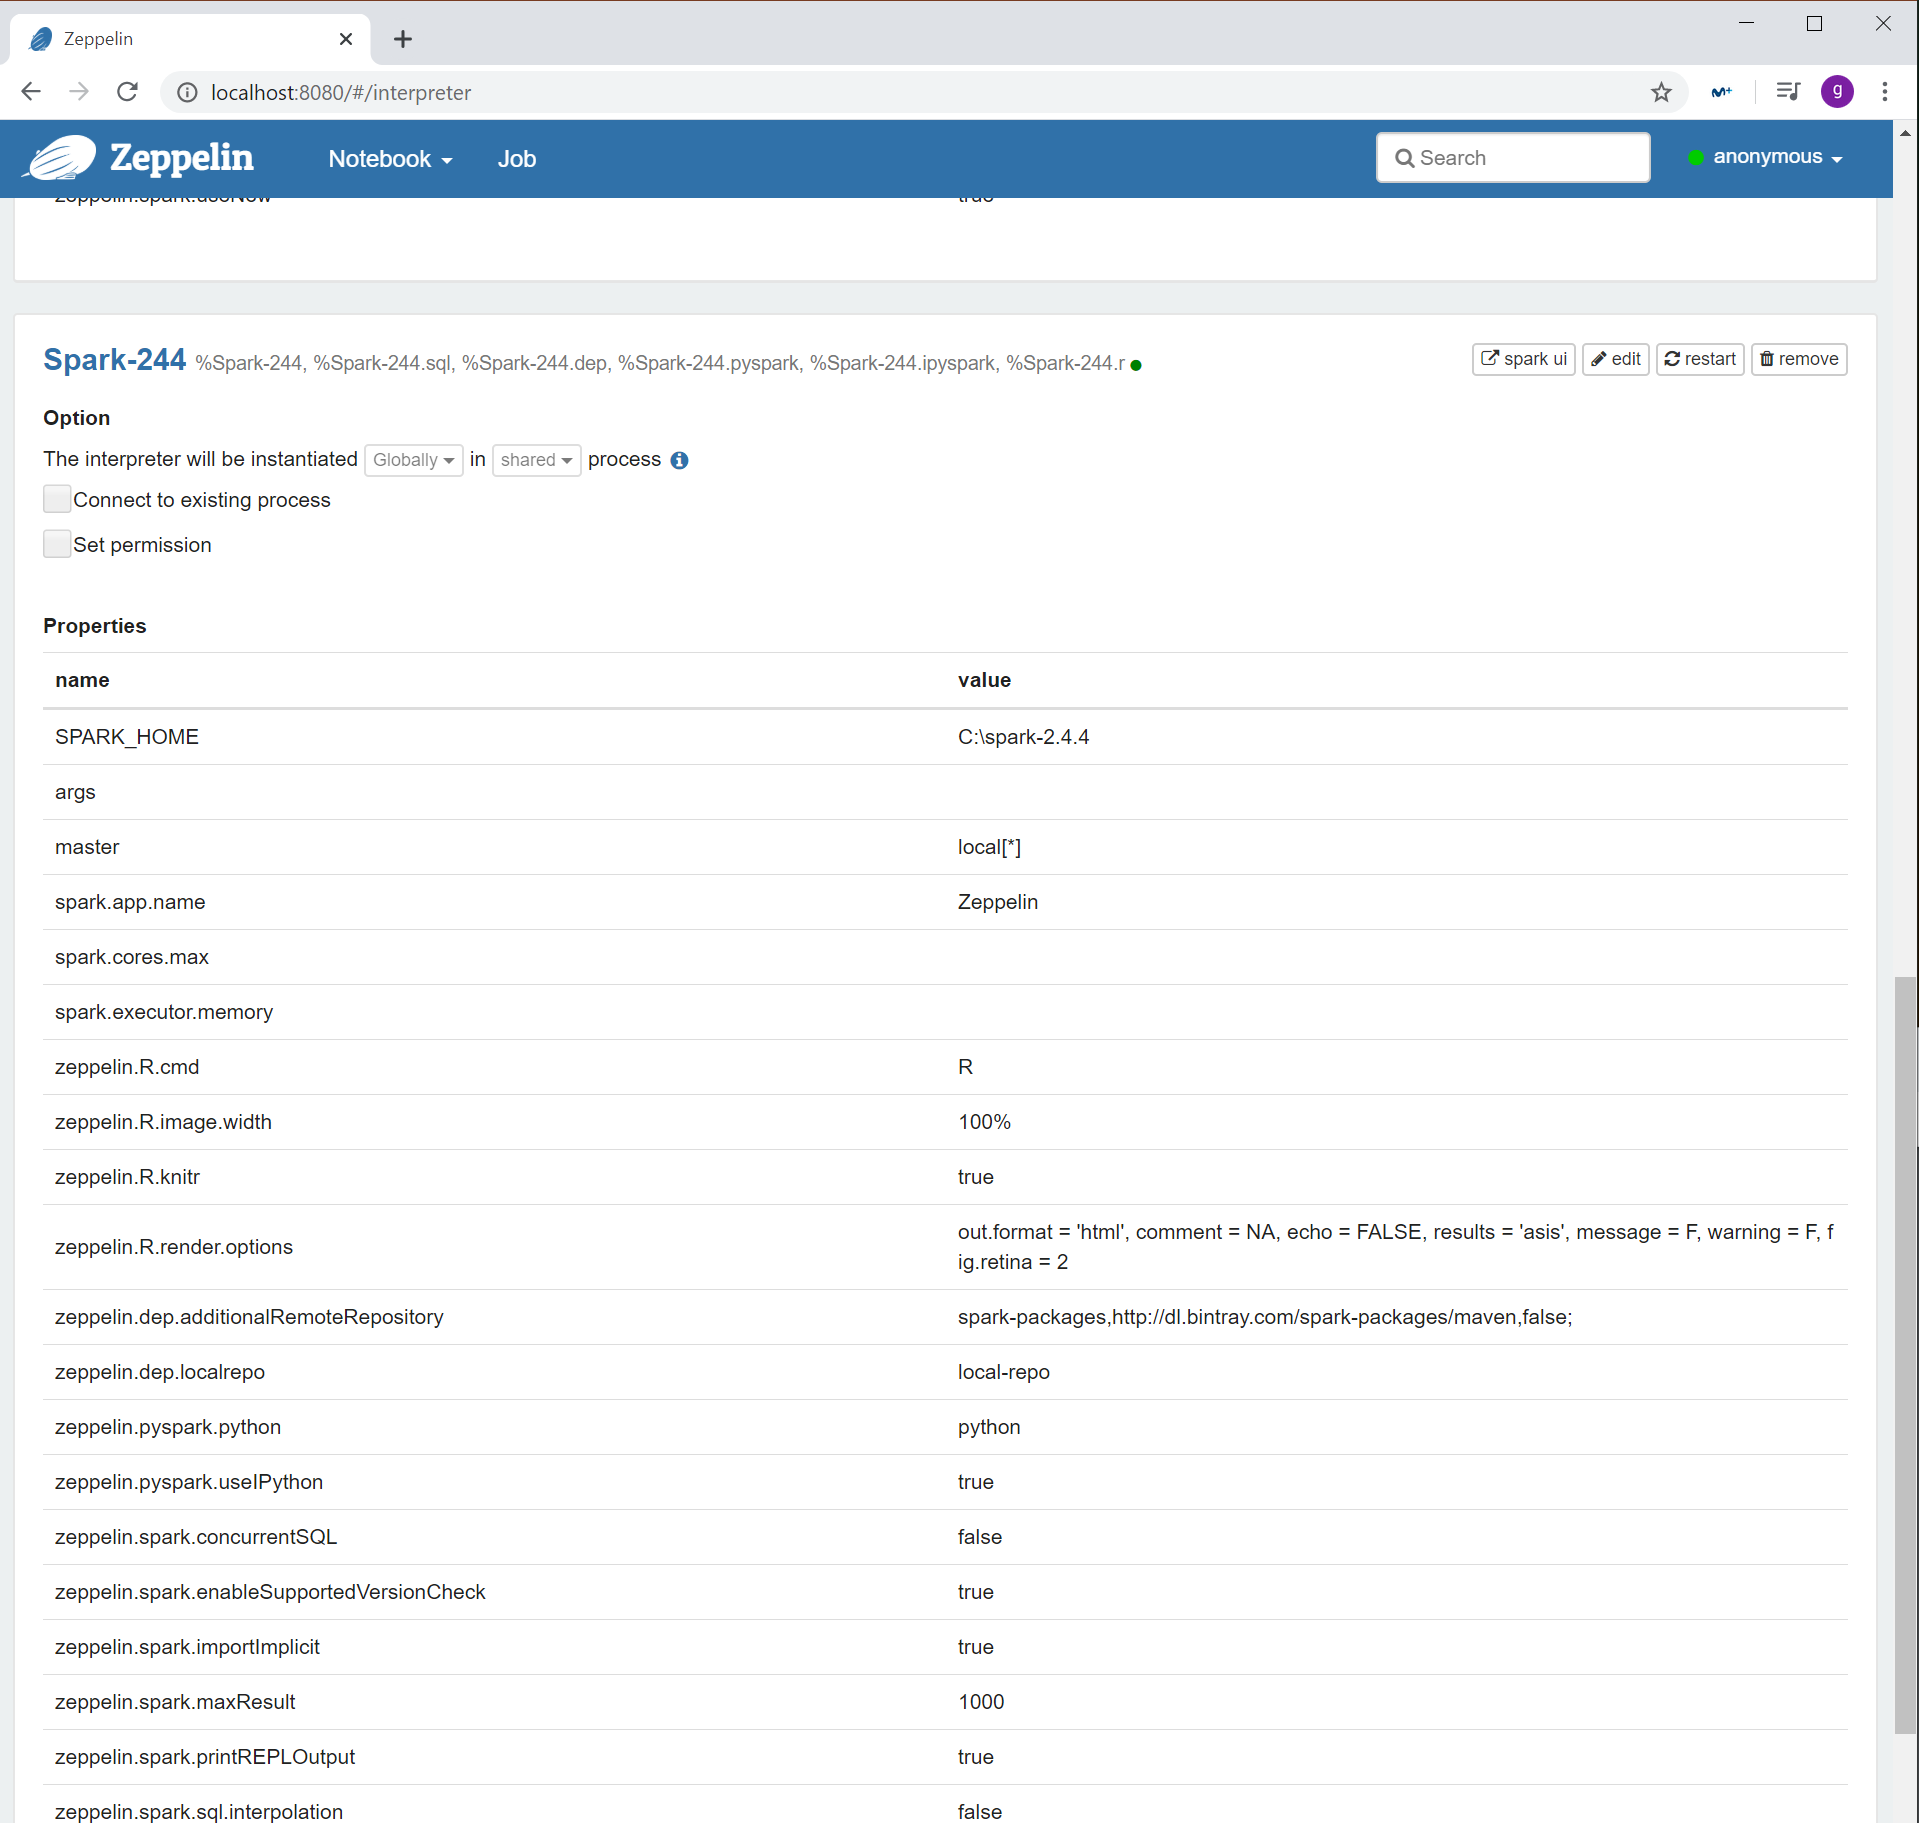 Zeppelin
localhost:8080/#/interpreter
M+
g
Zeppelin Notebook Job Search anonymous
zeppelin.spark.useNew true
Spark-244 %Spark-244, %Spark-244.sql, %Spark-244.dep, %Spark-244.pyspark, %Spark-244.ipyspark, %Spark-244.r spark ui edit restart remove
Option
The interpreter will be instantiated Globally in shared process
Connect to existing process
Set permission
Properties
name value
SPARK_HOME C:\spark-2.4.4
args
master local[*]
spark.app.name Zeppelin
spark.cores.max
spark.executor.memory
zeppelin.R.cmd R
zeppelin.R.image.width 100%
zeppelin.R.knitr true
zeppelin.R.render.options out.format = 'html', comment = NA, echo = FALSE, results = 'asis', message = F, warning = F, f
ig.retina = 2
zeppelin.dep.additionalRemoteRepository spark-packages,http://dl.bintray.com/spark-packages/maven,false;
zeppelin.dep.localrepo local-repo
zeppelin.pyspark.python python
zeppelin.pyspark.useIPython true
zeppelin.spark.concurrentSQL false
zeppelin.spark.enableSupportedVersionCheck true
zeppelin.spark.importImplicit true
zeppelin.spark.maxResult 1000
zeppelin.spark.printREPLOutput true
zeppelin.spark.sql.interpolation false